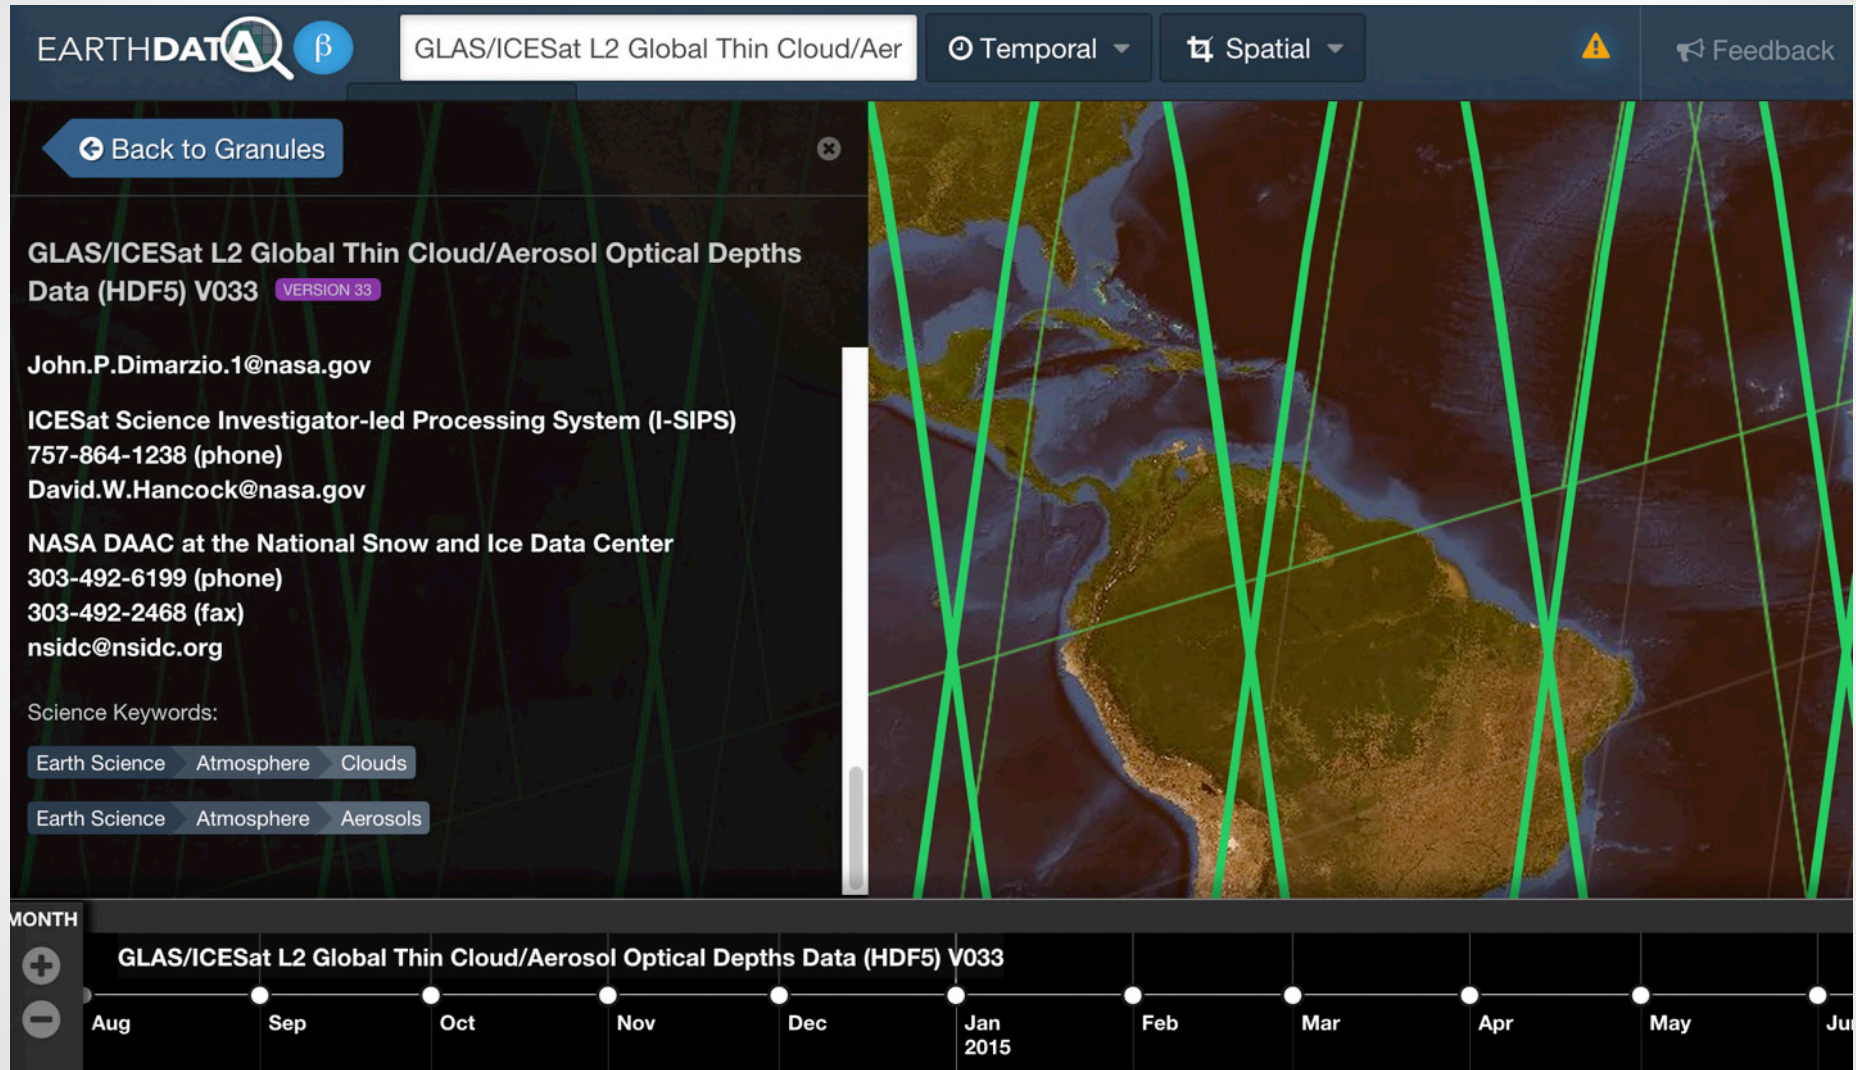 EARTHDATA β
GLAS/ICESat L2 Global Thin Cloud/Aer
Temporal
Spatial
Feedback
Back to Granules
GLAS/ICESat L2 Global Thin Cloud/Aerosol Optical Depths
Data (HDF5) V033 VERSION 33
John.P.Dimarzio.1@nasa.gov
ICESat Science Investigator-led Processing System (I-SIPS)
757-864-1238 (phone)
David.W.Hancock@nasa.gov
NASA DAAC at the National Snow and Ice Data Center
303-492-6199 (phone)
303-492-2468 (fax)
nsidc@nsidc.org
Science Keywords:
Earth Science Atmosphere Clouds
Earth Science Atmosphere Aerosols
MONTH
GLAS/ICESat L2 Global Thin Cloud/Aerosol Optical Depths Data (HDF5) V033
Aug Sep Oct Nov Dec Jan Feb Mar Apr May Ju
2015